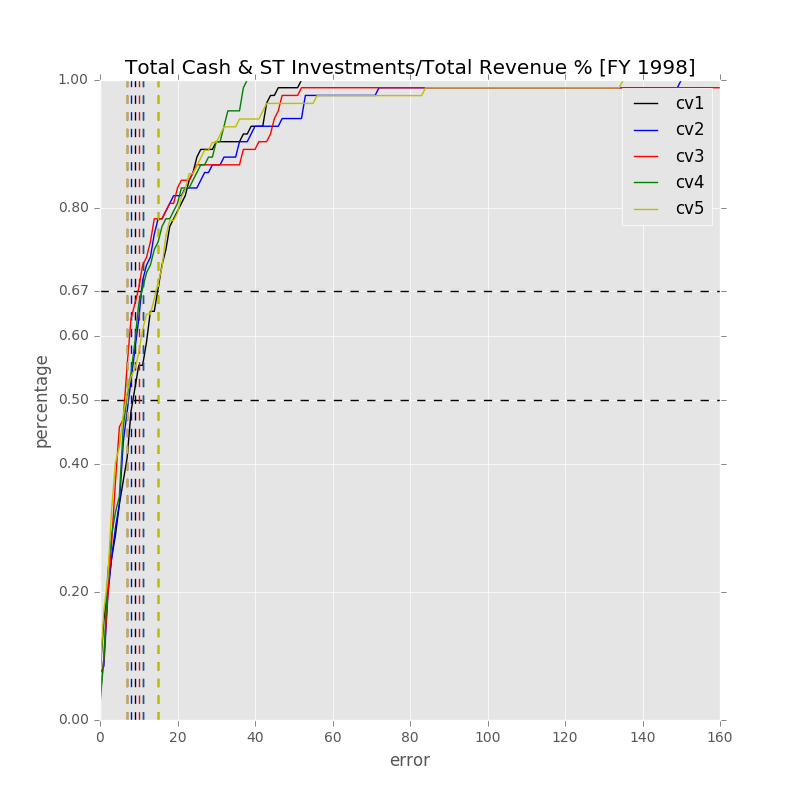 Total Cash & ST Investments/Total Revenue % [FY 1998]
1.00
0.80
0.67
0.60
0.50
0.40
0.20
0.00
percentage
cv1
cv2
cv3
cv4
cv5
0 20 40 60 80 100 120 140 160
error